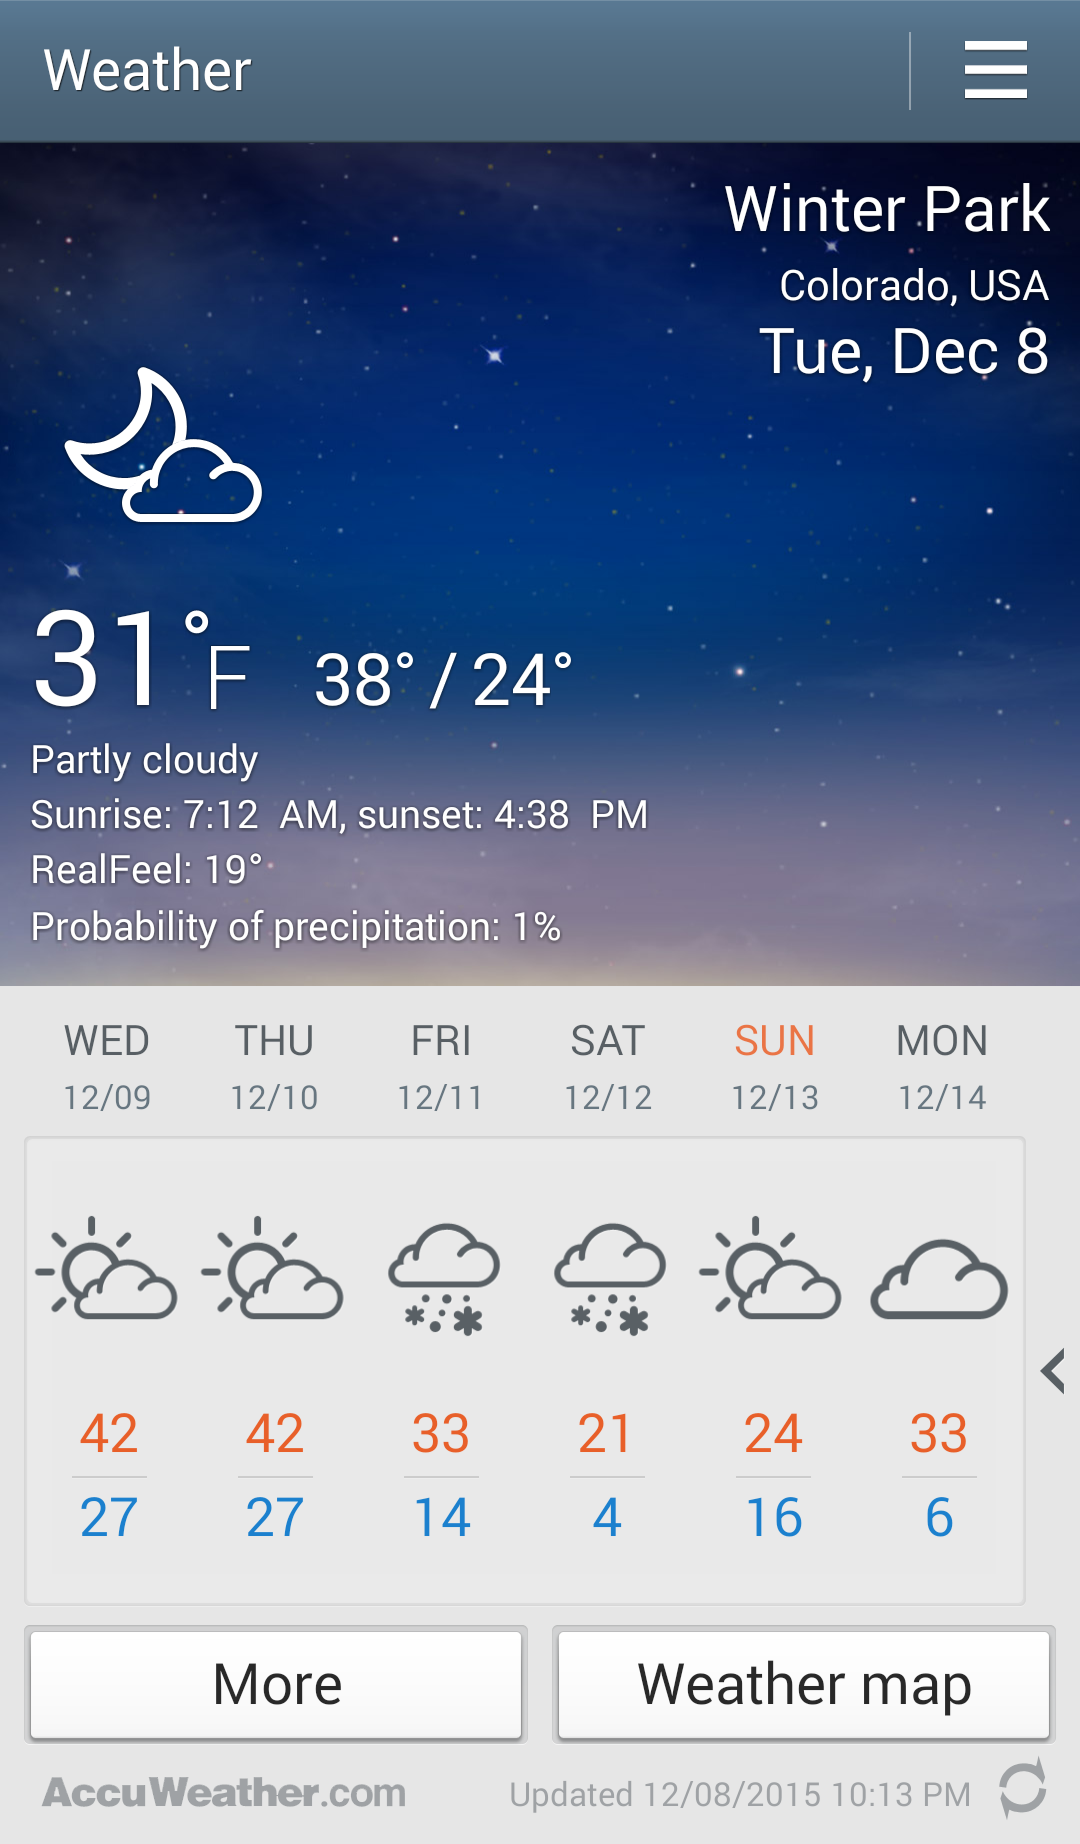 Weather
Winter Park
Colorado, USA
Tue, Dec 8
31°F 38° / 24°
Partly cloudy
Sunrise: 7:12 AM, sunset: 4:38 PM
RealFeel: 19°
Probability of precipitation: 1%
WED THU FRI SAT SUN MON
12/09 12/10 12/11 12/12 12/13 12/14
42 42 33 21 24 33
27 27 14 4 16 6
More Weather map
AccuWeather.com Updated 12/08/2015 10:13 PM